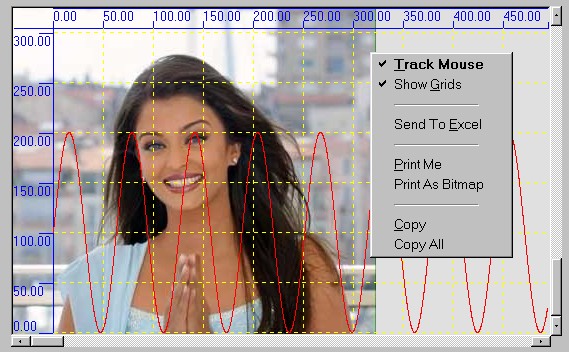 0.00 50.00 100.00 150.00 200.00 250.00 300.00 350.00 400.00 450.00
300.00
250.00
200.00
150.00
100.00
50.00
0.00
Track Mouse
Show Grids
Send To Excel
Print Me
Print As Bitmap
Copy
Copy All